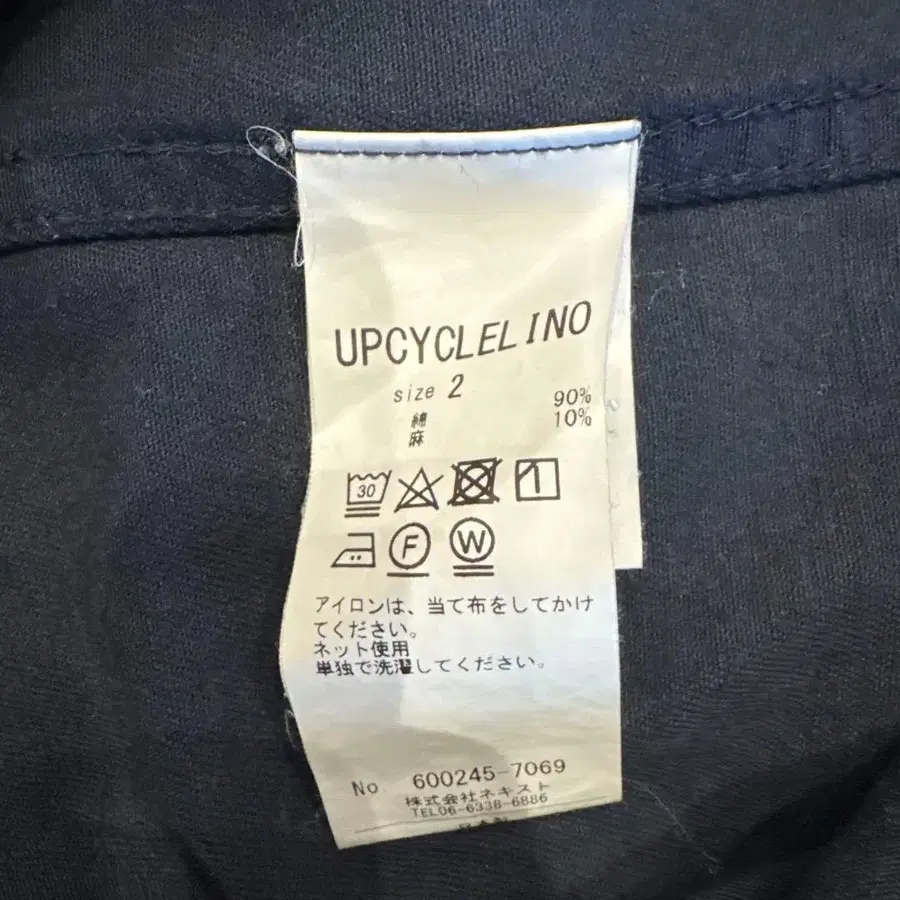 UPCYCLELINO
size 2
綿 90%
麻 10%
30
1
F W
アイロンは、当て布をしてかけ
てください。
ネット使用
単独で洗濯してください。
No 600245-7069
株式会社ネキスト
TEL06-6338-6886